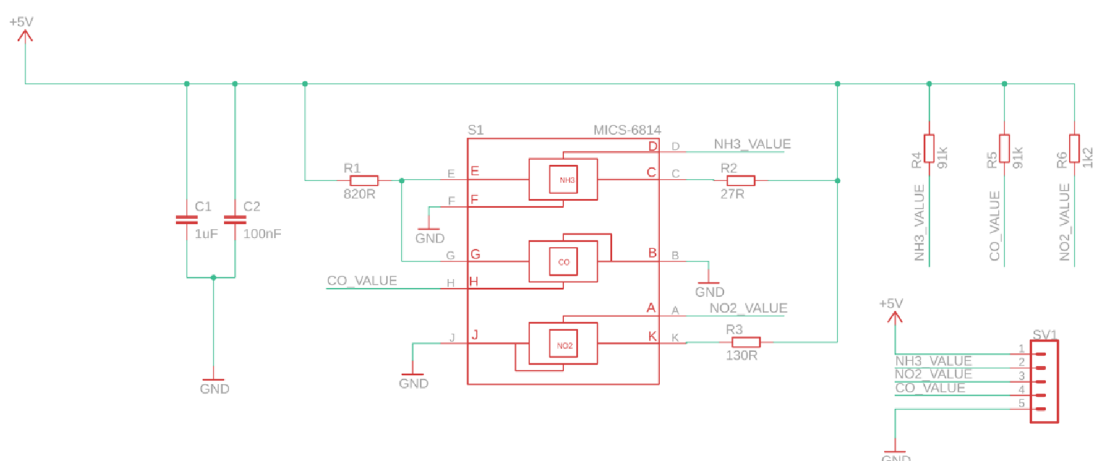 +5V
S1
MICS-6814
D
D
NH3_VALUE
R1
820R
E
E
NH3
C
C
R2
27R
F
F
GND
C1
1uF
C2
100nF
G
G
CO
B
B
GND
CO_VALUE
H
H
A
A
NO2_VALUE
J
J
NO2
K
K
R3
130R
GND
GND
R4
91k
R5
91k
R6
1k2
NH3_VALUE
CO_VALUE
NO2_VALUE
+5V
SV1
1
NH3_VALUE
2
NO2_VALUE
3
CO_VALUE
4
5
GND